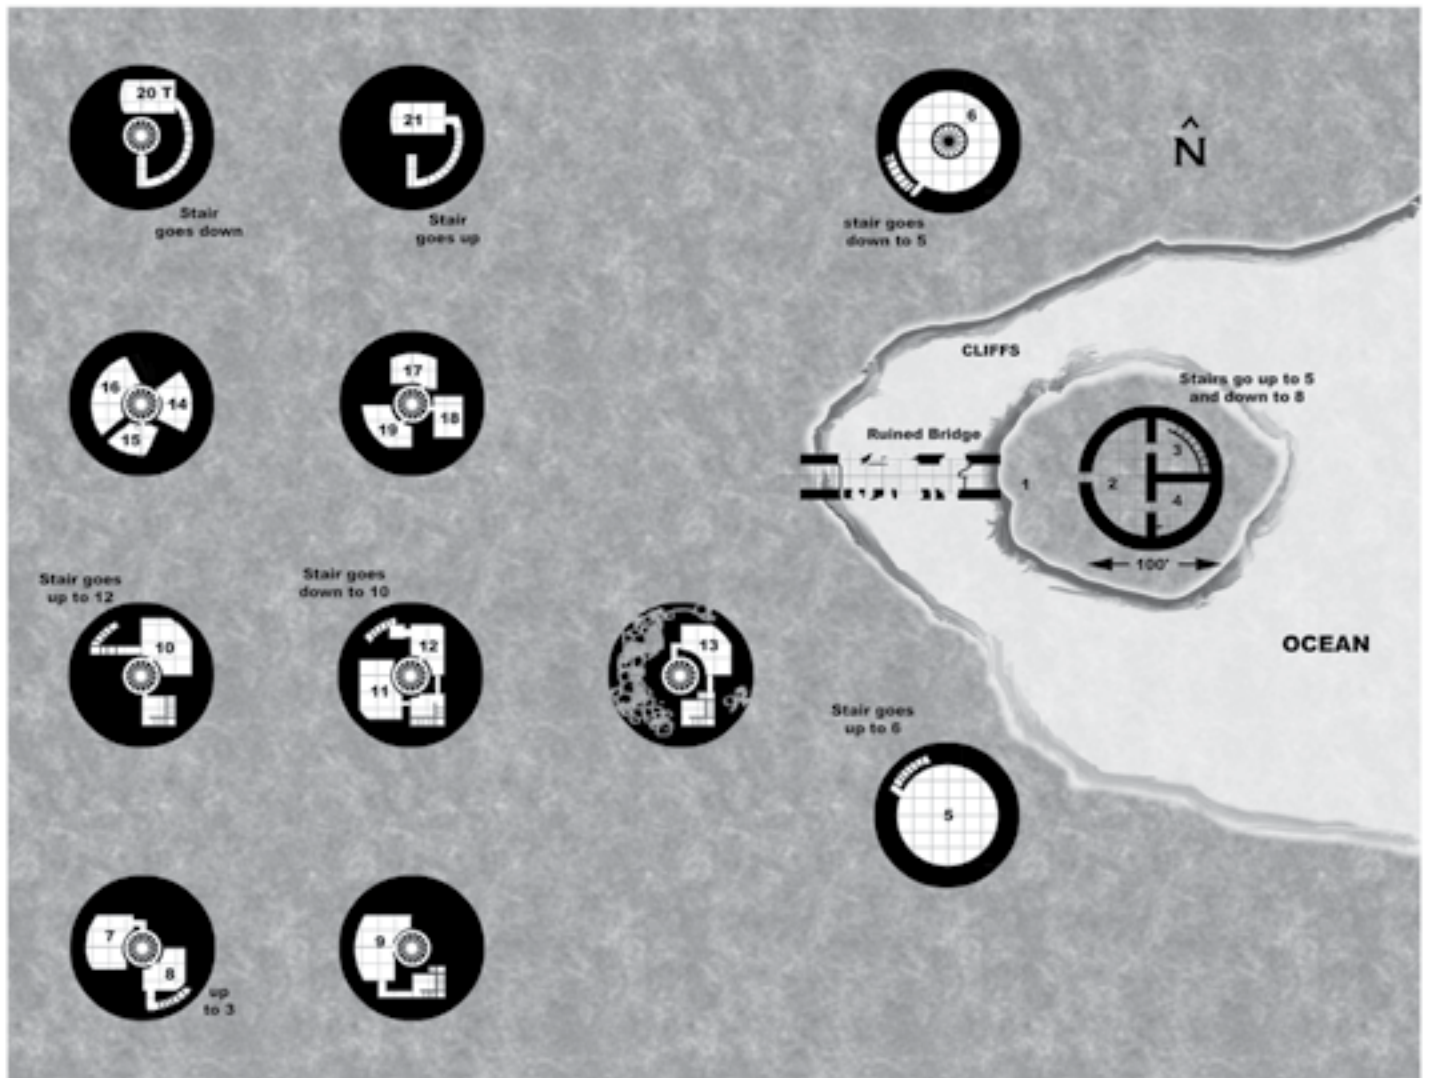 20 T
Stair
goes down
21
Stair
goes up
6
stair goes
down to 5
N
16
14
15
17
18
19
CLIFFS
Stairs go up to 5
and down to 8
Ruined Bridge
1
2
3
4
100'
OCEAN
Stair goes
up to 12
10
Stair goes
down to 10
12
11
13
Stair goes
up to 6
5
7
8
up
to 3
9